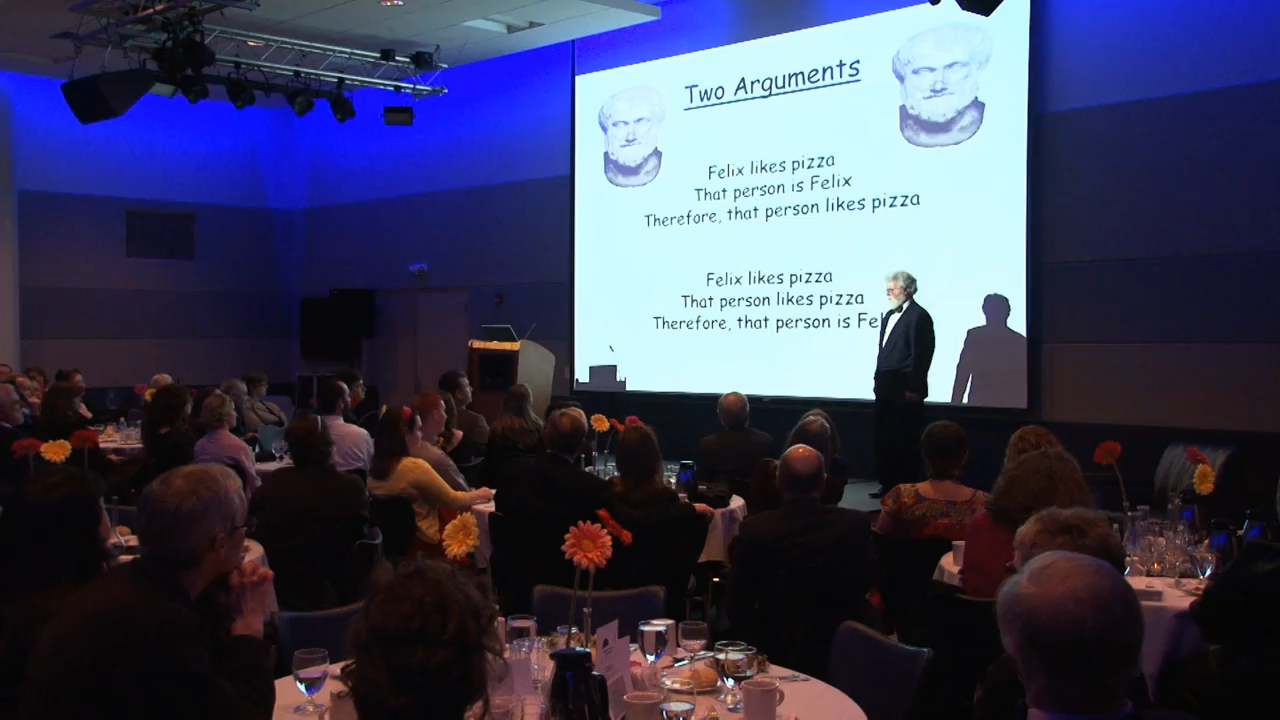 Two Arguments
Felix likes pizza
That person is Felix
Therefore, that person likes pizza
Felix likes pizza
That person likes pizza
Therefore, that person is Fel